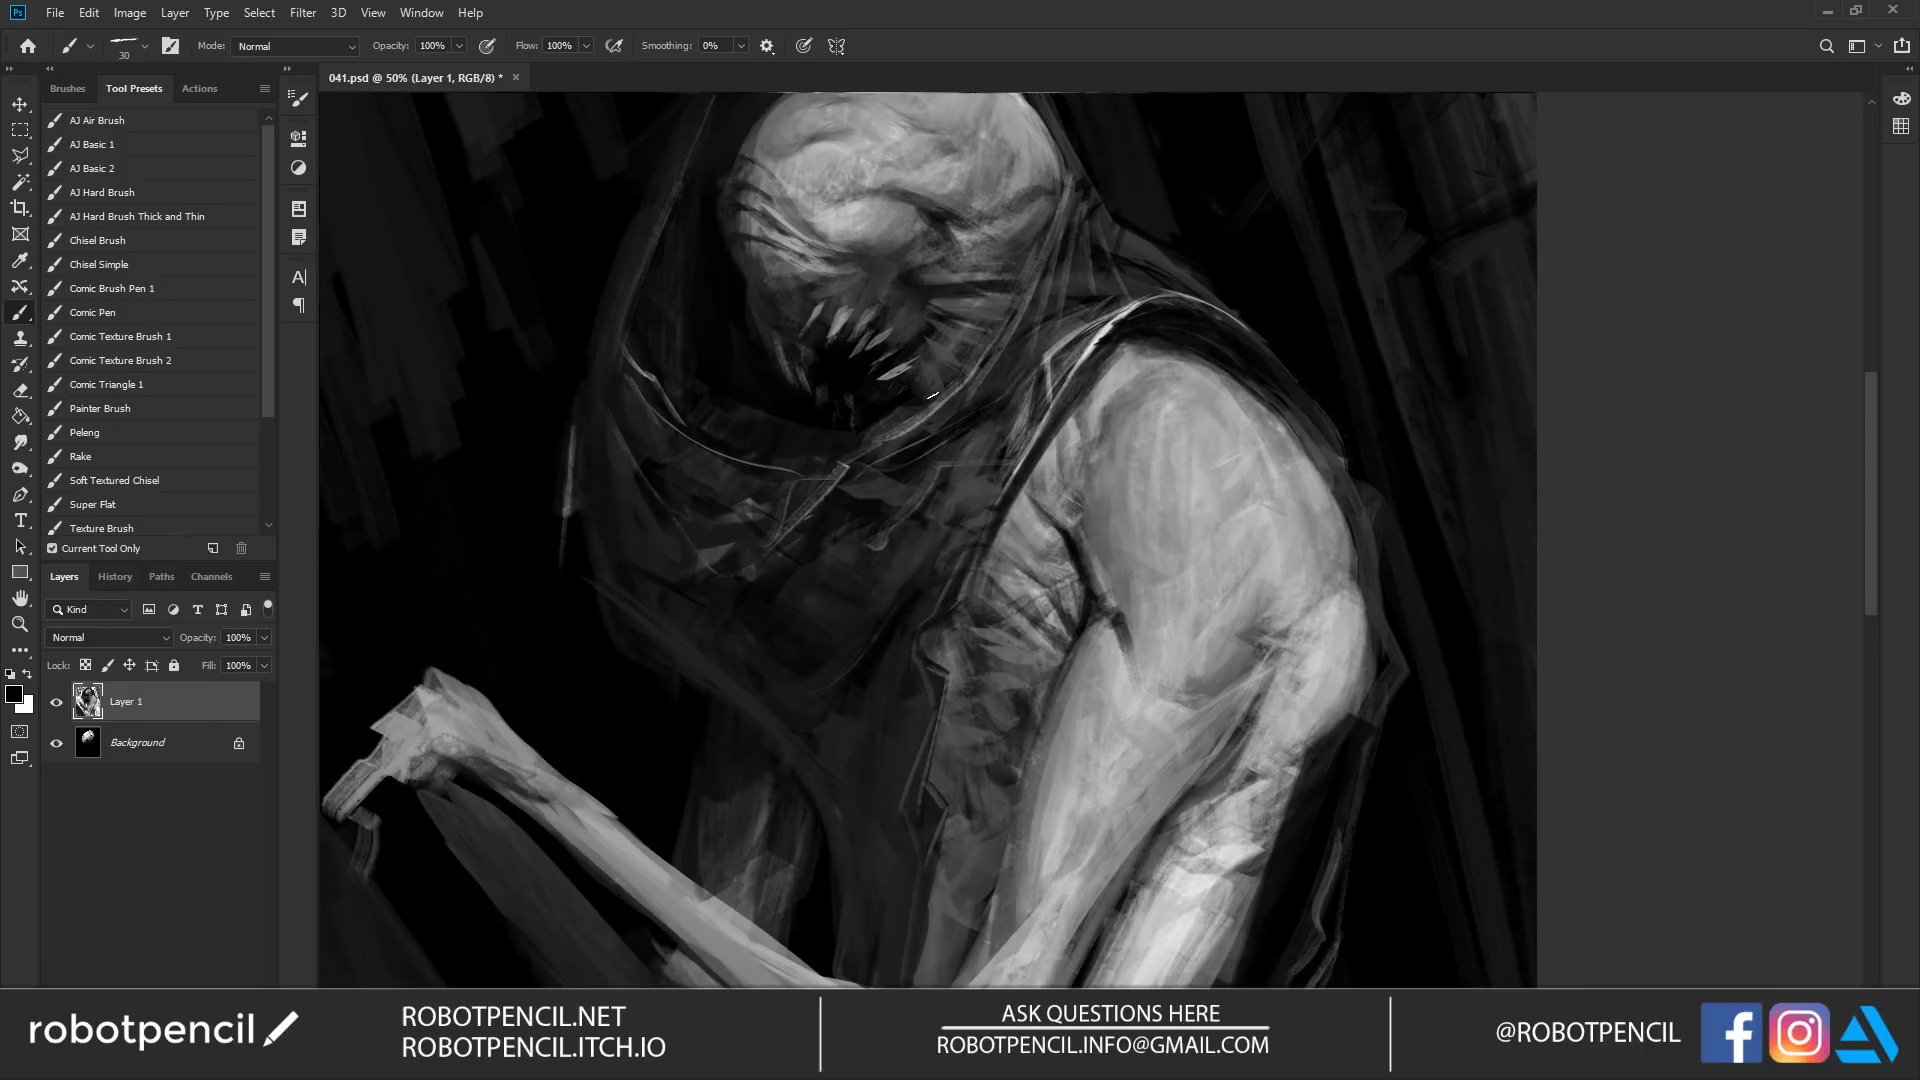 Ps File Edit Image Layer Type Select Filter 3D View Window Help
30 Mode: Normal Opacity: 100% Flow: 100% Smoothing: 0%
041.psd @ 50% (Layer 1, RGB/8) *
Brushes Tool Presets Actions
AJ Air Brush
AJ Basic 1
AJ Basic 2
AJ Hard Brush
AJ Hard Brush Thick and Thin
Chisel Brush
Chisel Simple
Comic Brush Pen 1
Comic Pen
Comic Texture Brush 1
Comic Texture Brush 2
Comic Triangle 1
Painter Brush
Peleng
Rake
Soft Textured Chisel
Super Flat
Texture Brush
Current Tool Only
Layers History Paths Channels
Kind
Normal Opacity: 100%
Lock: Fill: 100%
Layer 1
Background
robotpencil
ROBOTPENCIL.NET
ROBOTPENCIL.ITCH.IO
ASK QUESTIONS HERE
ROBOTPENCIL.INFO@GMAIL.COM
@ROBOTPENCIL